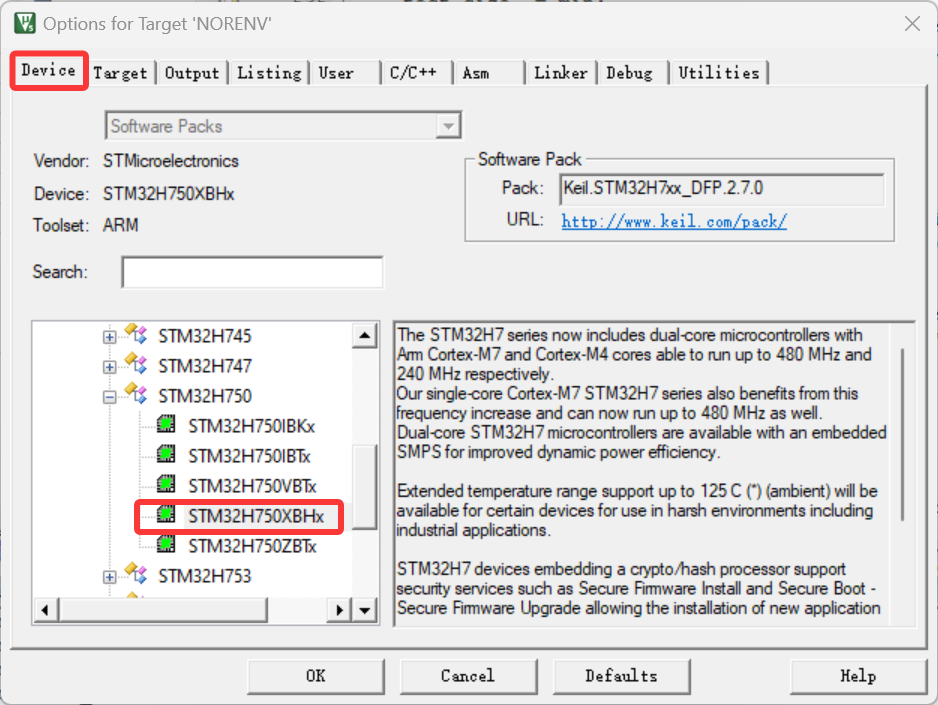 Options for Target 'NORENV'
Device Target Output Listing User C/C++ Asm Linker Debug Utilities
Software Packs
Vendor: STMicroelectronics
Device: STM32H750XBHx
Toolset: ARM
Search:
Software Pack
Pack: Keil.STM32H7xx_DFP.2.7.0
URL: http://www.keil.com/pack/
STM32H745
STM32H747
STM32H750
STM32H750IBKx
STM32H750IBTx
STM32H750VBTx
STM32H750XBHx
STM32H750ZBTx
STM32H753
The STM32H7 series now includes dual-core microcontrollers with
Arm Cortex-M7 and Cortex-M4 cores able to run up to 480 MHz and
240 MHz respectively.
Our single-core Cortex-M7 STM32H7 series also benefits from this
frequency increase and can now run up to 480 MHz as well.
Dual-core STM32H7 microcontrollers are available with an embedded
SMPS for improved dynamic power efficiency.
Extended temperature range support up to 125 C (*) (ambient) will be
available for certain devices for use in harsh environments including
industrial applications.
STM32H7 devices embedding a crypto/hash processor support
security services such as Secure Firmware Install and Secure Boot -
Secure Firmware Upgrade allowing the installation of new application
OK Cancel Defaults Help